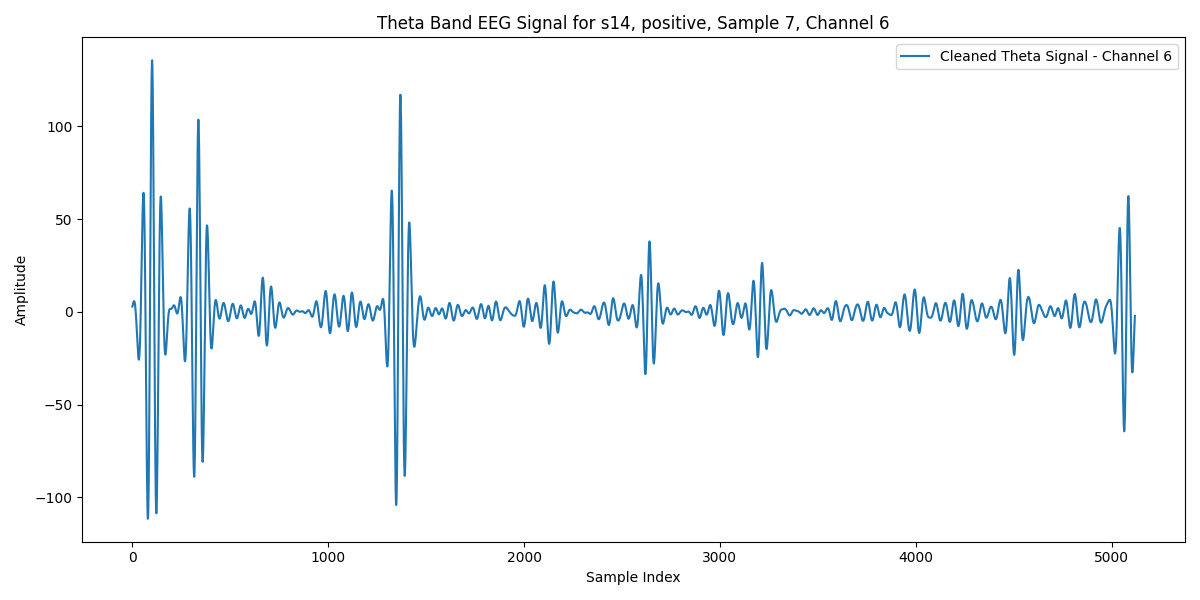 Theta Band EEG Signal for s14, positive, Sample 7, Channel 6
Cleaned Theta Signal - Channel 6
Amplitude
100
50
0
−50
−100
0 1000 2000 3000 4000 5000
Sample Index